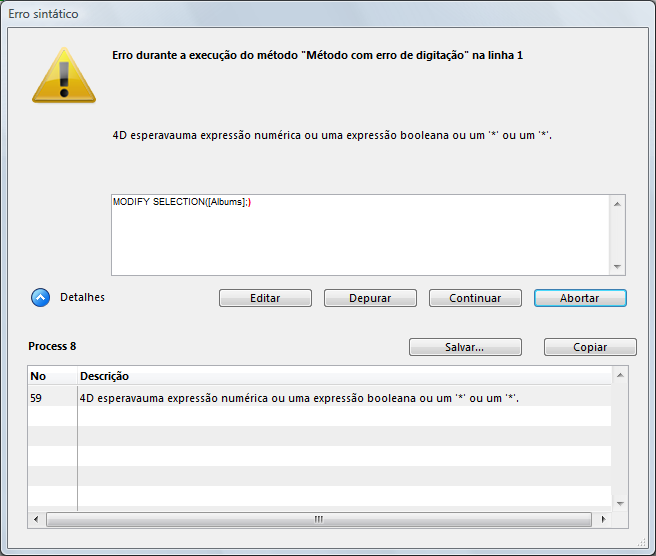 Erro sintático
Erro durante a execução do método "Método com erro de digitação" na linha 1
4D esperavauma expressão numérica ou uma expressão booleana ou um '*' ou um '*'.
MODIFY SELECTION([Albums];)
Detalhes
Editar
Depurar
Continuar
Abortar
Process 8
Salvar...
Copiar
No Descrição
59 4D esperavauma expressão numérica ou uma expressão booleana ou um '*' ou um '*'.